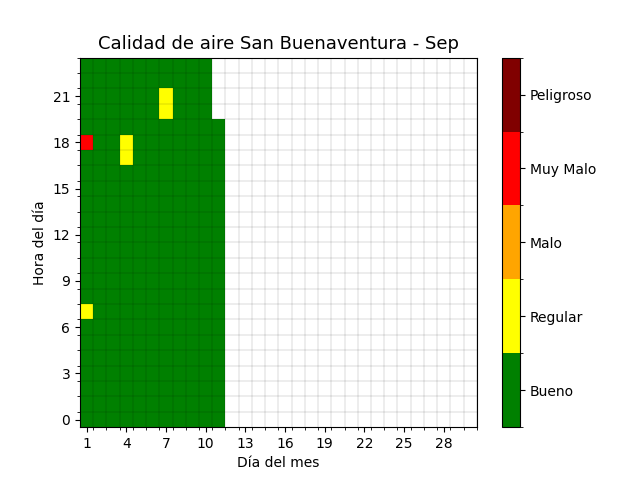 Calidad de aire San Buenaventura - Sep
Hora del día
21
18
15
12
9
6
3
0
1 4 7 10 13 16 19 22 25 28
Día del mes
Peligroso
Muy Malo
Malo
Regular
Bueno